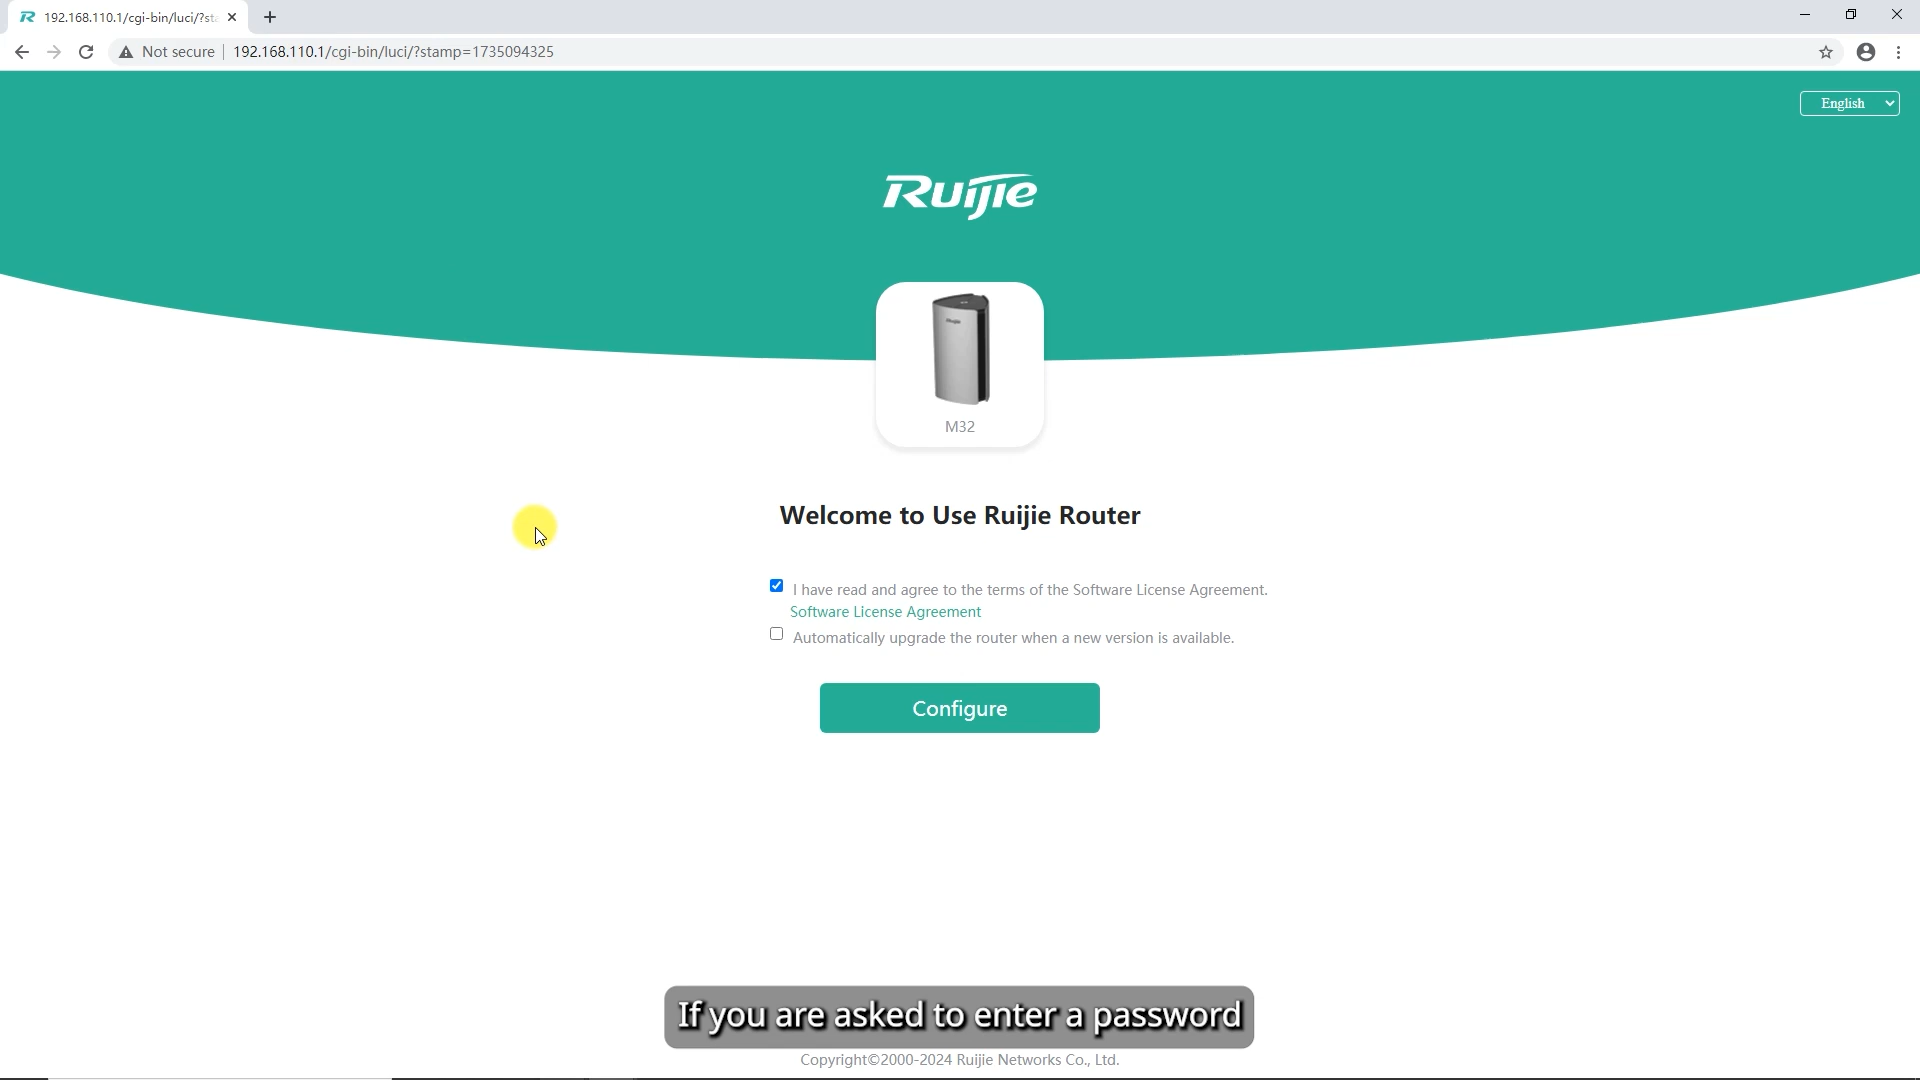 192.168.110.1/cgi-bin/luci/?st
Not secure
192.168.110.1/cgi-bin/luci/?stamp=1735094325
English
Ruijie
Ruijie
M32
Welcome to Use Ruijie Router
I have read and agree to the terms of the Software License Agreement.
Software License Agreement
Automatically upgrade the router when a new version is available.
Configure
If you are asked to enter a password
Copyright©2000-2024 Ruijie Networks Co., Ltd.